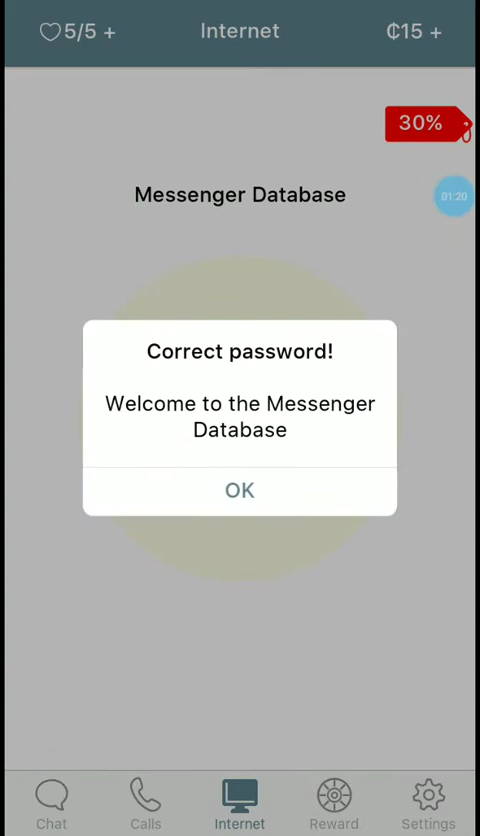 5/5 + Internet ₵15 +
30%
Messenger Database
01:20
Correct password!
Welcome to the Messenger
Database
OK
Chat Calls Internet Reward Settings